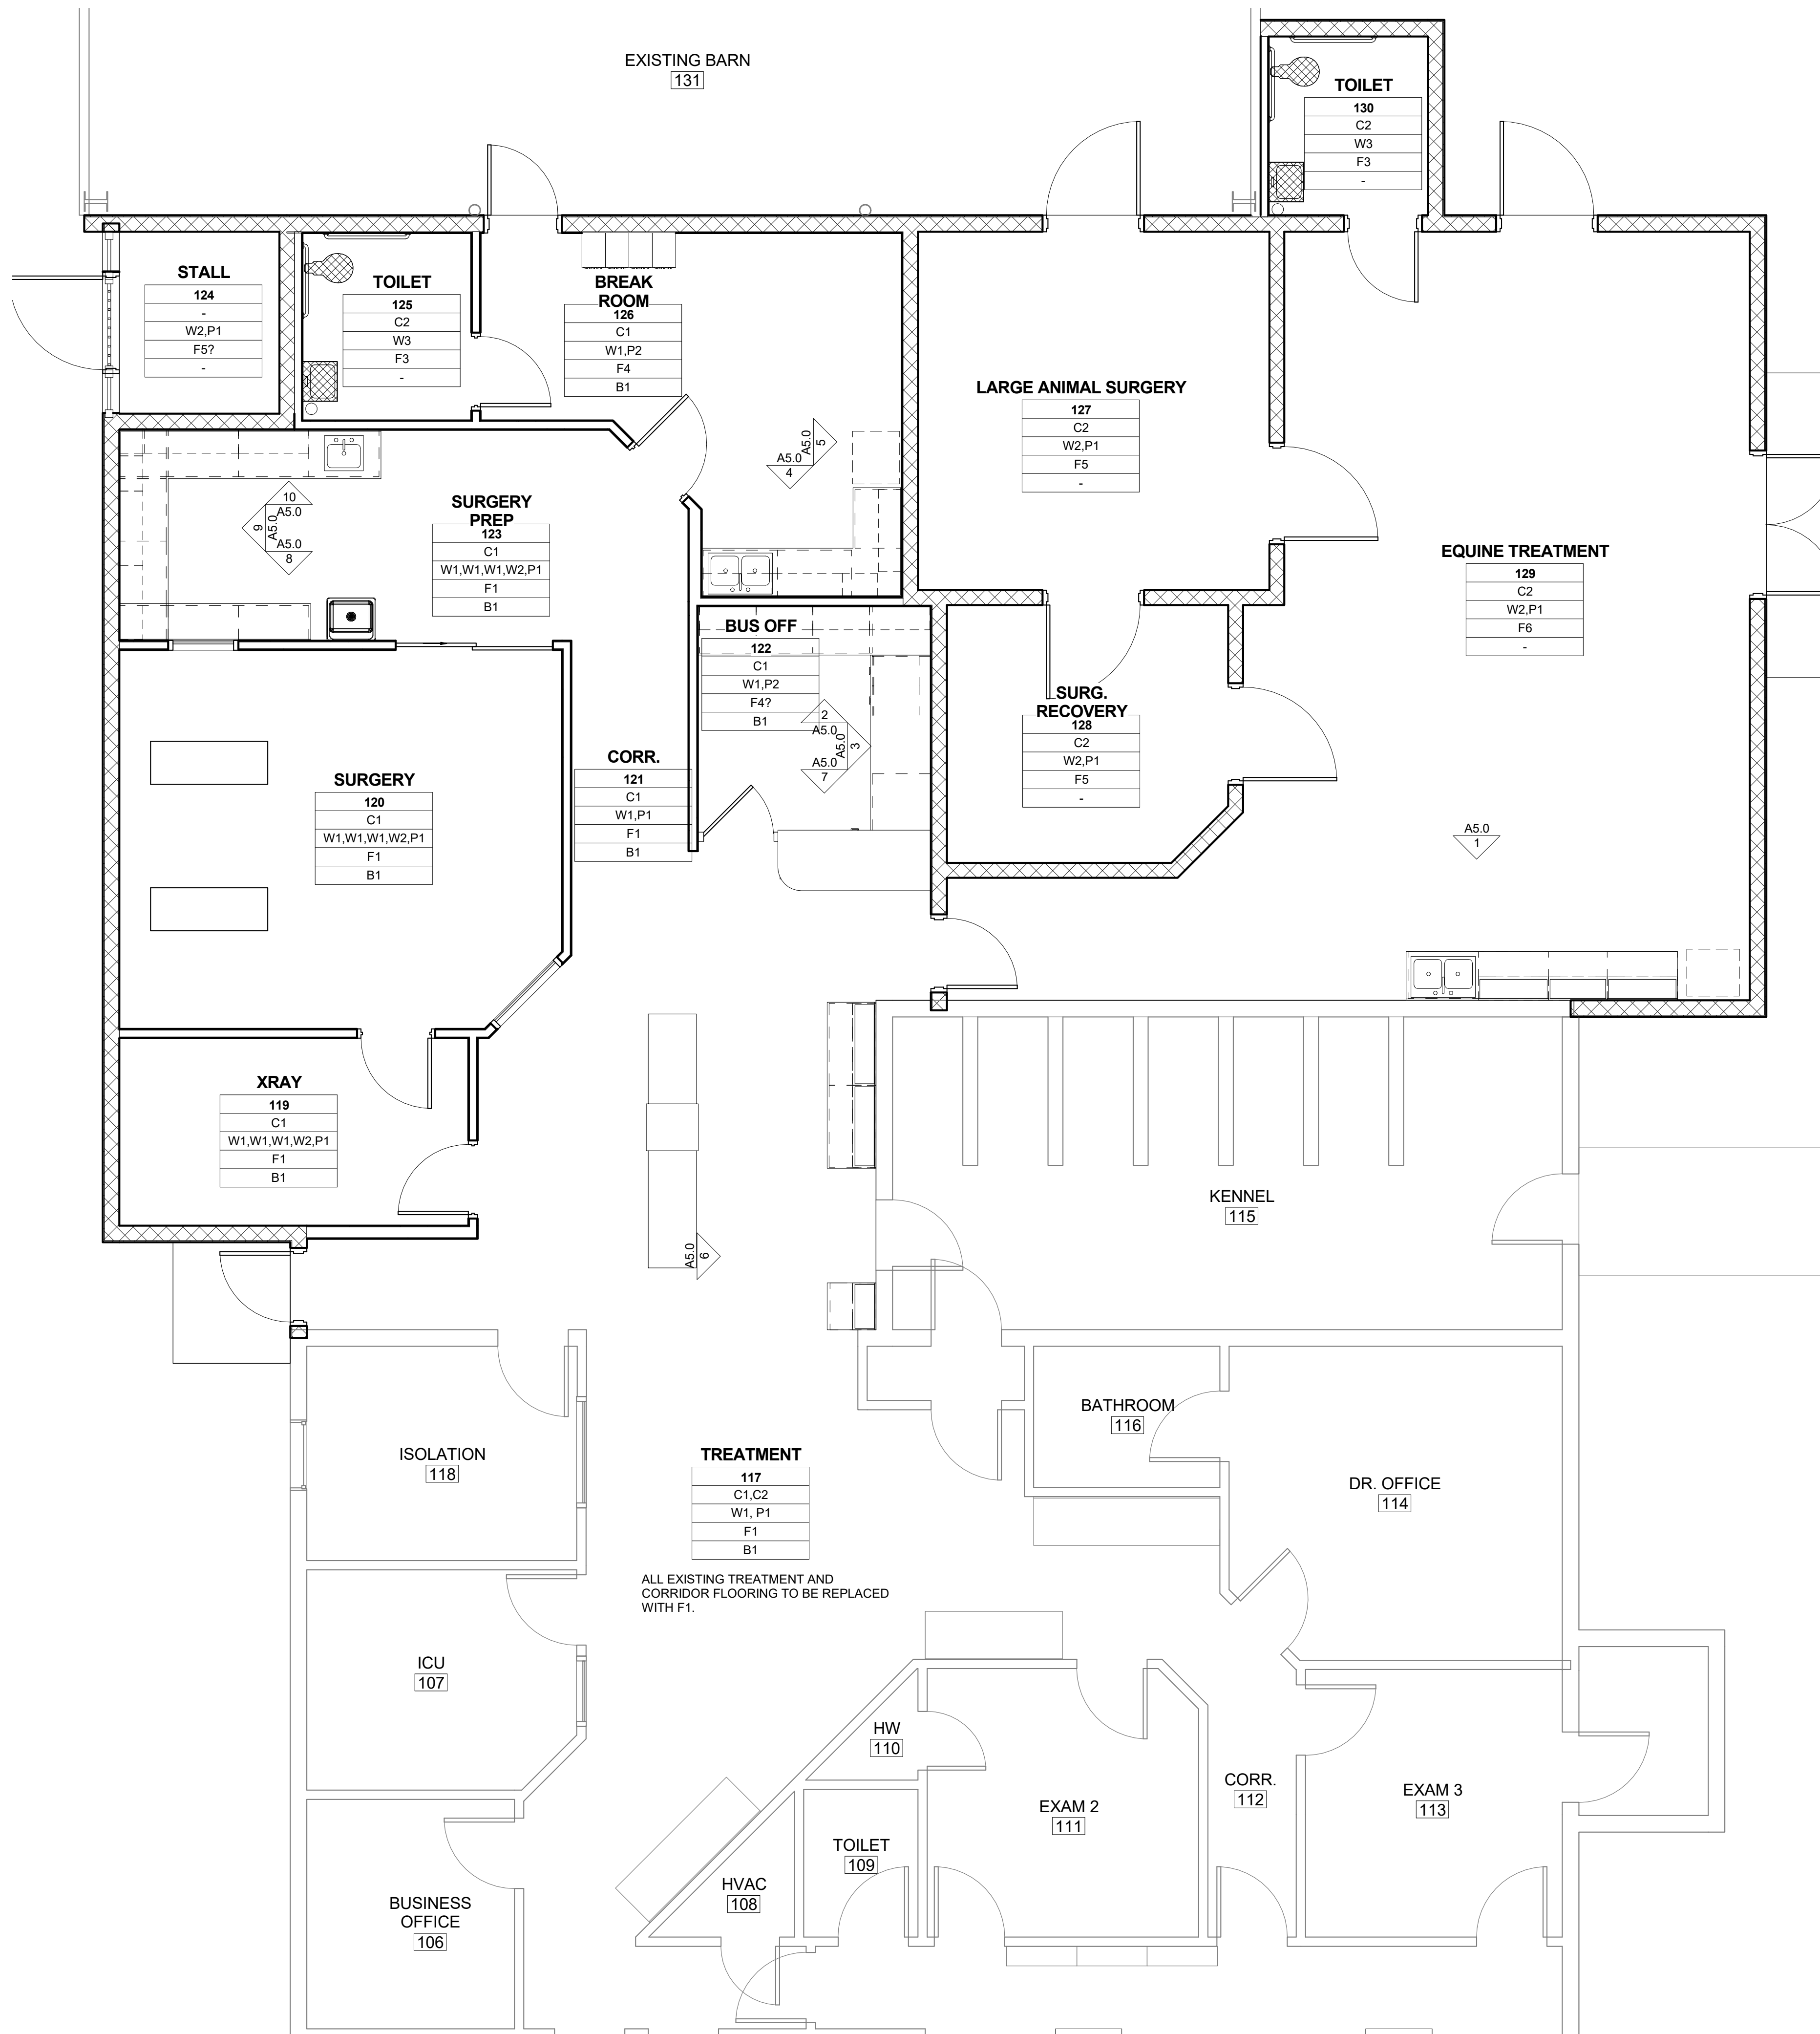 EXISTING BARN
131
TOILET
130
C2
W3
F3
-
STALL
124
-
W2,P1
F5?
-
TOILET
125
C2
W3
F3
-
BREAK
ROOM
126
C1
W1,P2
F4
B1
LARGE ANIMAL SURGERY
127
C2
W2,P1
F5
-
A5.0
5
A5.0
4
SURGERY
PREP
123
C1
W1,W1,W1,W2,P1
F1
B1
10
A5.0
9
A5.0
A5.0
8
EQUINE TREATMENT
129
C2
W2,P1
F6
-
BUS OFF
122
C1
W1,P2
F4?
B1
2
A5.0
A5.0
3
A5.0
7
SURG.
RECOVERY
128
C2
W2,P1
F5
-
CORR.
121
C1
W1,P1
F1
B1
SURGERY
120
C1
W1,W1,W1,W2,P1
F1
B1
A5.0
1
XRAY
119
C1
W1,W1,W1,W2,P1
F1
B1
KENNEL
115
A5.0
6
BATHROOM
116
ISOLATION
118
TREATMENT
117
C1,C2
W1, P1
F1
B1
DR. OFFICE
114
ALL EXISTING TREATMENT AND
CORRIDOR FLOORING TO BE REPLACED
WITH F1.
ICU
107
HW
110
CORR.
112
EXAM 3
113
EXAM 2
111
TOILET
109
HVAC
108
BUSINESS
OFFICE
106